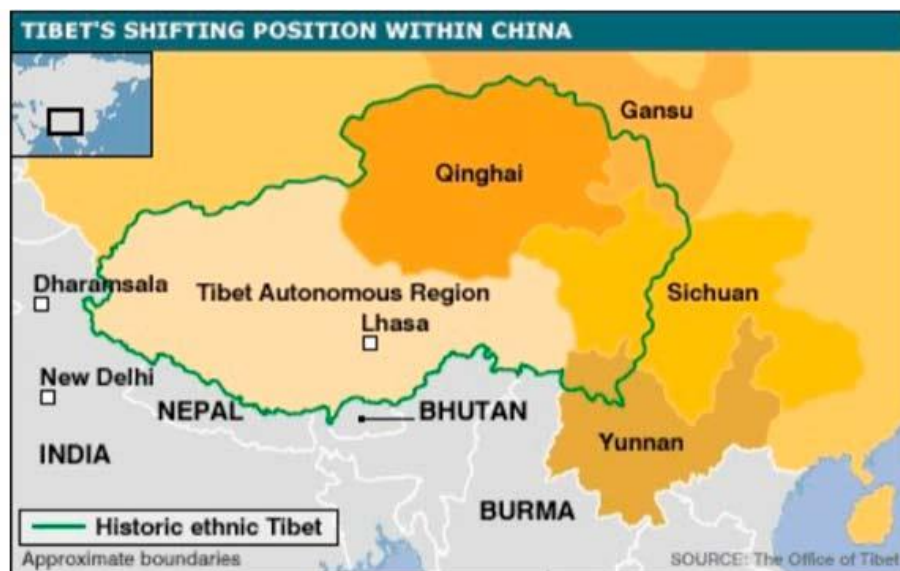 TIBET'S SHIFTING POSITION WITHIN CHINA
Gansu
Qinghai
Dharamsala
Tibet Autonomous Region
Sichuan
Lhasa
New Delhi
NEPAL
BHUTAN
Yunnan
INDIA
BURMA
Historic ethnic Tibet
Approximate boundaries
SOURCE: The Office of Tibet